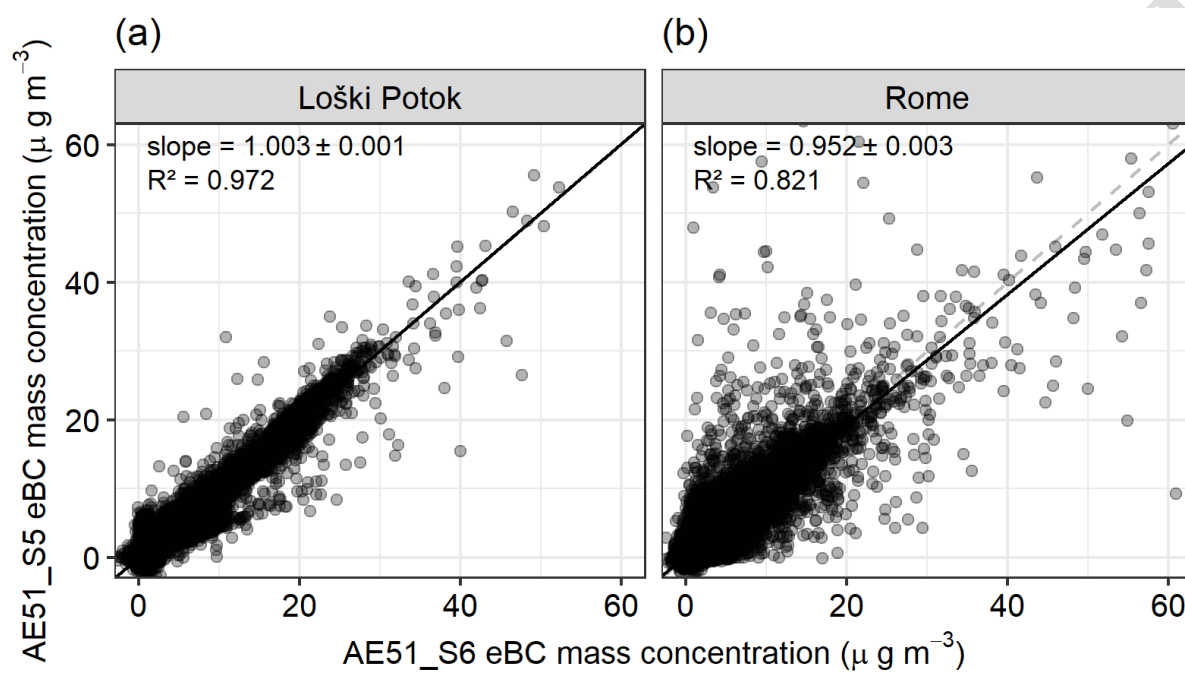 (a)
(b)
Loški Potok
Rome
slope = 1.003 ± 0.001
R² = 0.972
slope = 0.952 ± 0.003
R² = 0.821
AE51_S5 eBC mass concentration (μ g m⁻³)
60
40
20
0
0 20 40 60
0 20 40 60
AE51_S6 eBC mass concentration (μ g m⁻³)